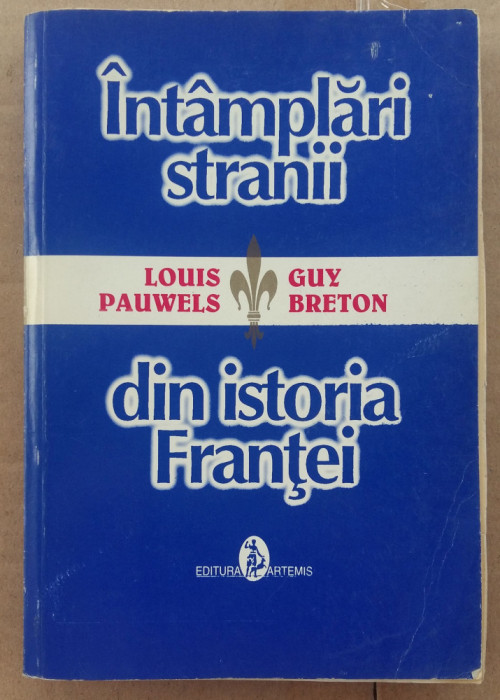 Întâmplări
stranii
LOUIS GUY
PAUWELS BRETON
din istoria
Franţei
EDITURA ARTEMIS